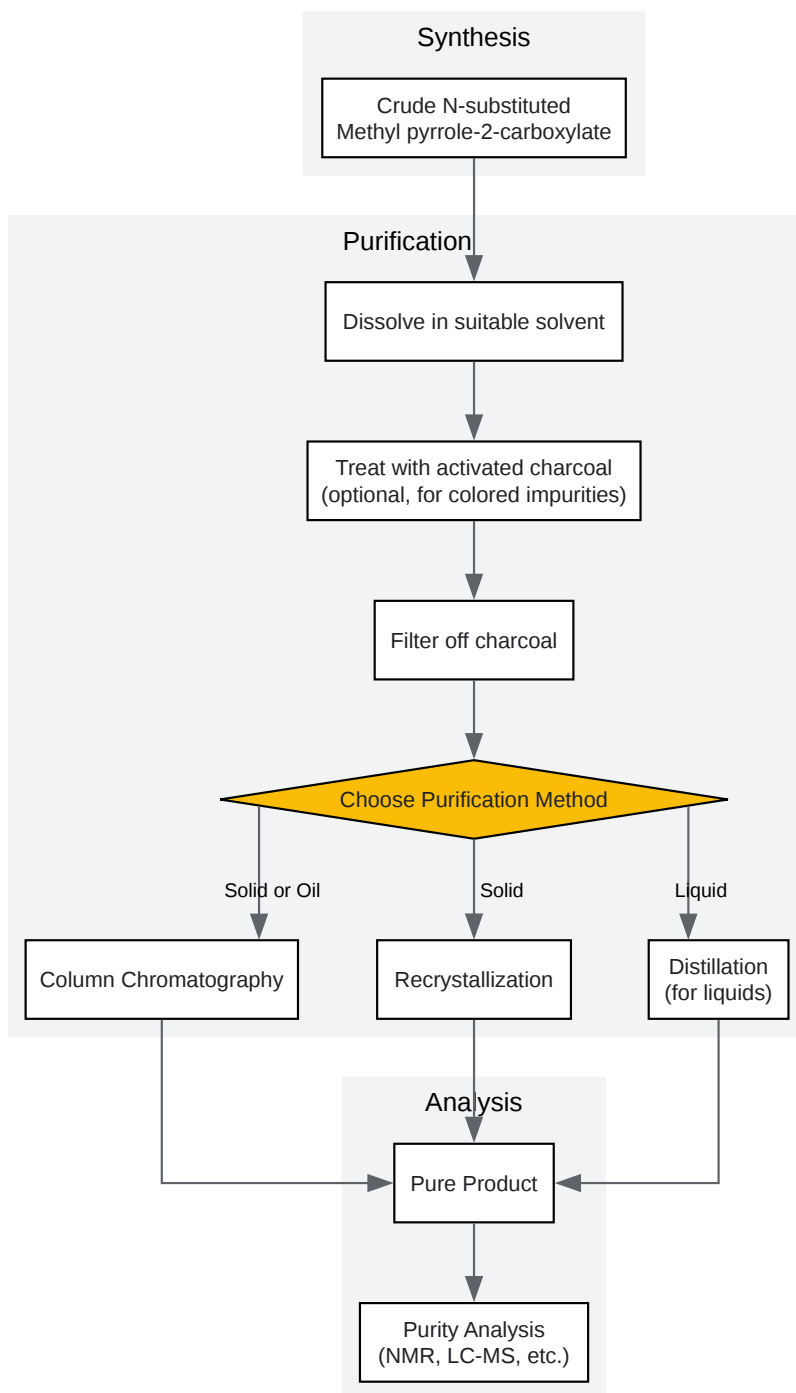 Synthesis
Crude N-substituted
Methyl pyrrole-2-carboxylate
Purification
Dissolve in suitable solvent
Treat with activated charcoal
(optional, for colored impurities)
Filter off charcoal
Choose Purification Method
Solid or Oil
Solid
Liquid
Column Chromatography
Recrystallization
Distillation
(for liquids)
Analysis
Pure Product
Purity Analysis
(NMR, LC-MS, etc.)